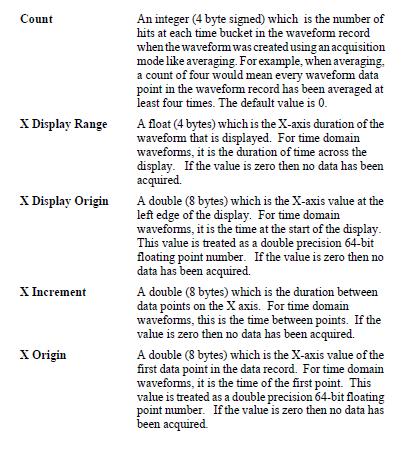 Count An integer (4 byte signed) which is the number of
hits at each time bucket in the waveform record
when the waveform was created using an acquisition
mode like averaging. For example, when averaging,
a count of four would mean every waveform data
point in the waveform record has been averaged at
least four times. The default value is 0.
X Display Range A float (4 bytes) which is the X-axis duration of the
waveform that is displayed. For time domain
waveforms, it is the duration of time across the
display. If the value is zero then no data has been
acquired.
X Display Origin A double (8 bytes) which is the X-axis value at the
left edge of the display. For time domain
waveforms, it is the time at the start of the display.
This value is treated as a double precision 64-bit
floating point number. If the value is zero then no
data has been acquired.
X Increment A double (8 bytes) which is the duration between
data points on the X axis. For time domain
waveforms, this is the time between points. If the
value is zero then no data has been acquired.
X Origin A double (8 bytes) which is the X-axis value of the
first data point in the data record. For time domain
waveforms, it is the time of the first point. This
value is treated as a double precision 64-bit floating
point number. If the value is zero then no data has
been acquired.